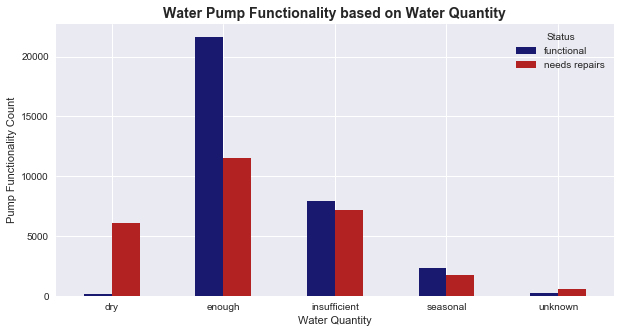 Water Pump Functionality based on Water Quantity
Status
functional
needs repairs
Pump Functionality Count
20000
15000
10000
5000
0
dry
enough
insufficient
seasonal
unknown
Water Quantity